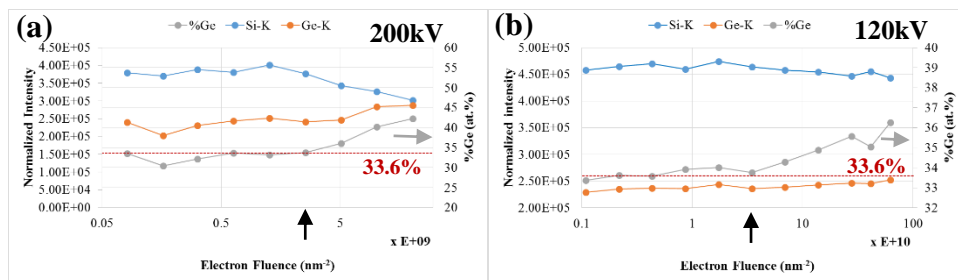 (a)
200kV
%Ge Si-K Ge-K
4.50E+05
4.00E+05
3.50E+05
3.00E+05
2.50E+05
2.00E+05
1.50E+05
1.00E+05
5.00E+04
0.00E+00
Normalized Intensity
60
55
50
45
40
35
30
25
20
%Ge (at.%)
33.6%
0.05 0.5 5
x E+09
Electron Fluence (nm-2)
(b)
120kV
Si-K Ge-K %Ge
5.00E+05
4.50E+05
4.00E+05
3.50E+05
3.00E+05
2.50E+05
2.00E+05
Normalized Intensity
40
39
38
37
36
35
34
33
32
%Ge (at.%)
33.6%
0.1 1 10 100
x E+10
Electron Fluence (nm-2)